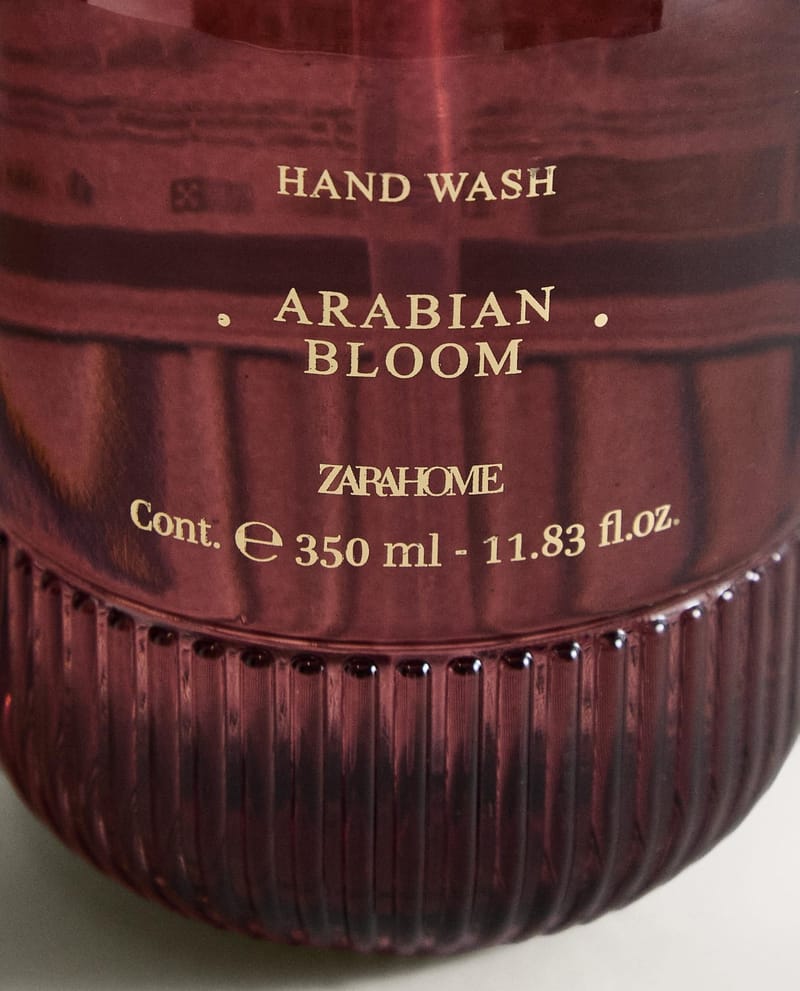 HAND WASH
· ARABIAN ·
BLOOM
ZARAHOME
Cont. ℮ 350 ml - 11.83 fl.oz.